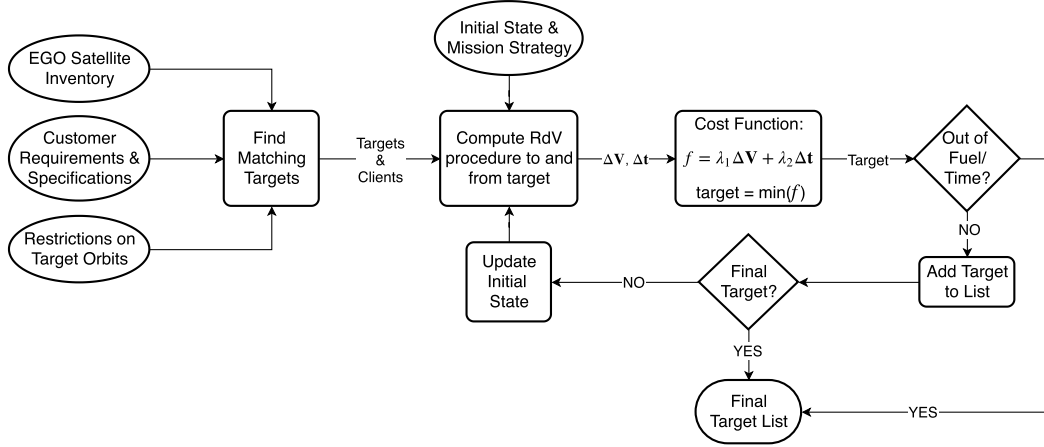 EGO Satellite
Inventory
Customer
Requirements &
Specifications
Restrictions on
Target Orbits
Find
Matching
Targets
Targets
&
Clients
Initial State &
Mission Strategy
Compute RdV
procedure to and
from target
ΔV, Δt
Cost Function:
f = λ₁ΔV + λ₂Δt
target = min(f)
Target
Out of
Fuel/
Time?
NO
Add Target
to List
Final
Target?
NO
Update
Initial
State
YES
Final
Target List
YES